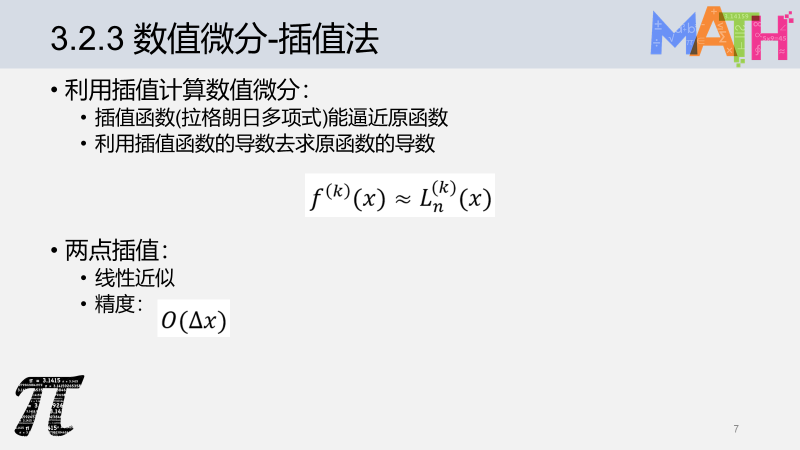 3.2.3 数值微分-插值法
MATH
• 利用插值计算数值微分：
• 插值函数(拉格朗日多项式)能逼近原函数
• 利用插值函数的导数去求原函数的导数
f^{(k)}(x) ≈ L_n^{(k)}(x)
• 两点插值：
• 线性近似
• 精度：
O(Δx)
π
7